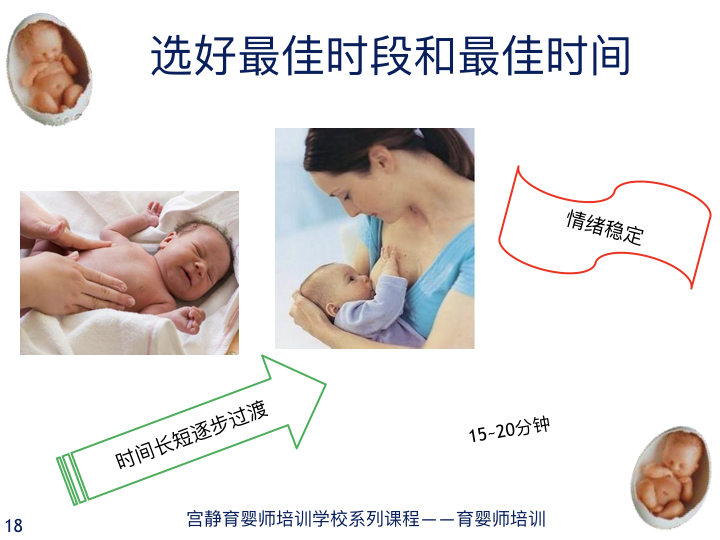 选好最佳时段和最佳时间
情绪稳定
时间长短逐步过渡
15~20分钟
宫静育婴师培训学校系列课程——育婴师培训
18